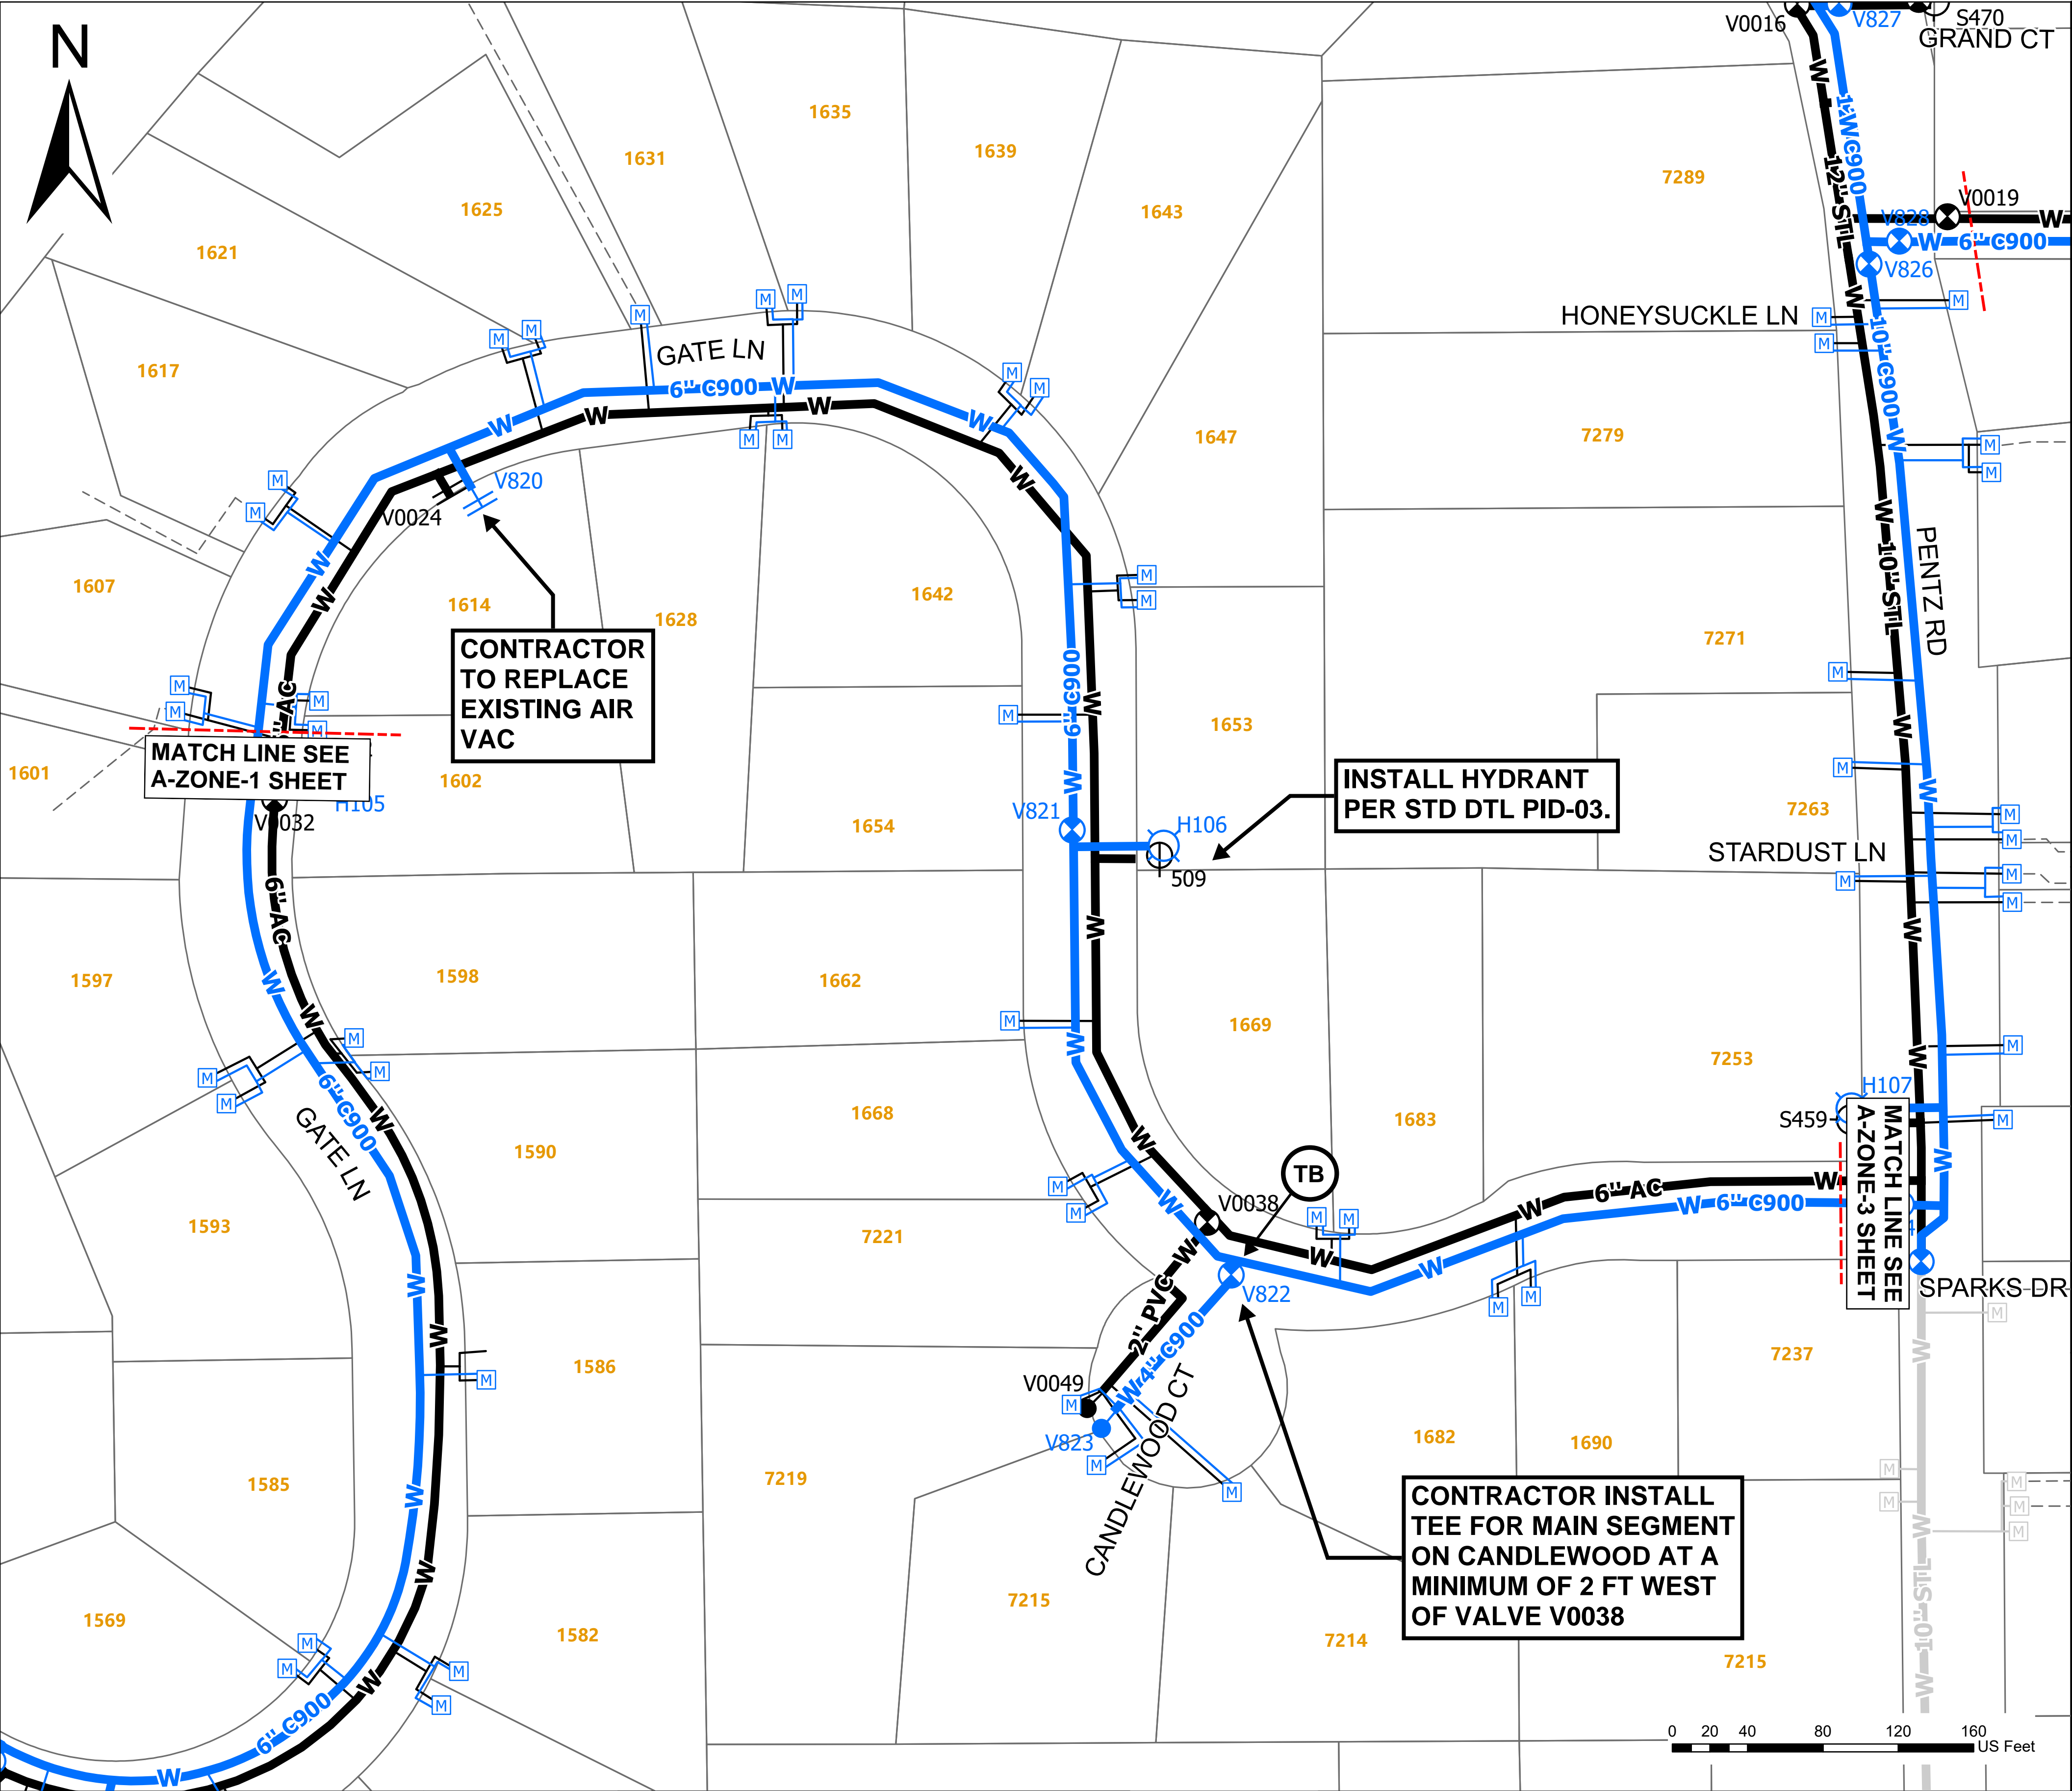 N
V0016
V827
S470
GRAND CT
1635
1631
1639
1625
1643
7289
1621
W
12" STL
V0019
V828
W 6" C900
W
V826
W
HONEYSUCKLE LN
1617
GATE LN
6" C900 W
W
W
W
W
W
10" C900 W
1647
7279
V820
V0024
W
W
W
W 10" STL
PENTZ RD
1607
1614
1628
1642
7271
CONTRACTOR
TO REPLACE
EXISTING AIR
VAC
6" C900
W
1653
W
MATCH LINE SEE
A-ZONE-1 SHEET
1601
1602
H105
V0032
INSTALL HYDRANT
PER STD DTL PID-03.
W
W
V821
H106
1654
7263
STARDUST LN
509
6" AC
W
W
1597
1598
1662
W
W
1669
W
W
7253
6" C900
W
GATE LN
1668
1683
H107
S459
MATCH LINE SEE
A-ZONE-3 SHEET
W
1590
W
TB
V0038
W
6" AC
W
W
W 6" C900
1593
7221
W
W
W
W
V822
SPARKS DR
2" PVC
W 4" C900
W
W
1586
V0049
V823
CANDLEWOOD CT
7237
W
1585
7219
1682
1690
W
W
CONTRACTOR INSTALL
TEE FOR MAIN SEGMENT
ON CANDLEWOOD AT A
MINIMUM OF 2 FT WEST
OF VALVE V0038
1569
1582
W
7215
7214
7215
W 10" STL W
W
6" C900
W
0 20 40 80 120 160
US Feet